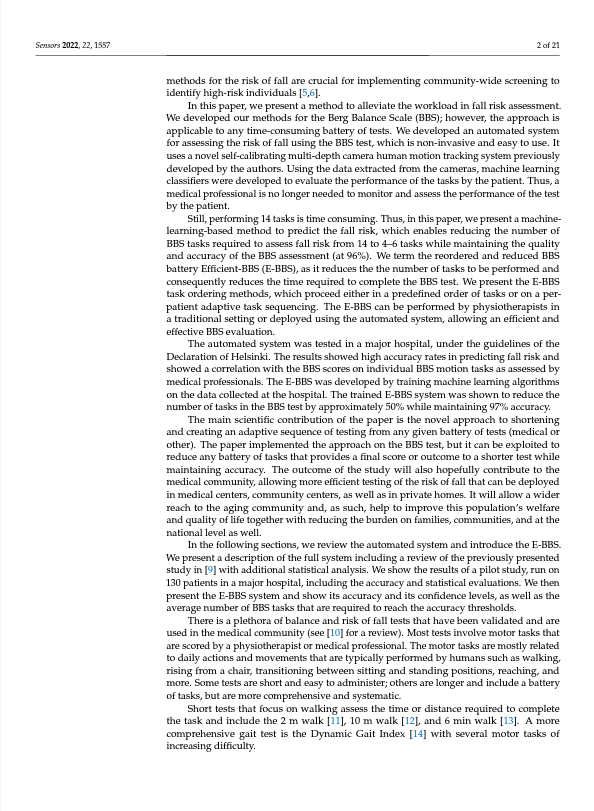 Sensors 2022, 22, 1557
2 of 21
methods for the risk of fall are crucial for implementing community-wide screening to
identify high-risk individuals [5,6].
In this paper, we present a method to alleviate the workload in fall risk assessment.
We developed our methods for the Berg Balance Scale (BBS); however, the approach is
applicable to any time-consuming battery of tests. We developed an automated system
for assessing the risk of fall using the BBS test, which is non-invasive and easy to use. It
uses a novel self-calibrating multi-depth camera human motion tracking system previously
developed by the authors. Using the data extracted from the cameras, machine learning
classifiers were developed to evaluate the performance of the tasks by the patient. Thus, a
medical professional is no longer needed to monitor and assess the performance of the test
by the patient.
Still, performing 14 tasks is time consuming. Thus, in this paper, we present a machine-
learning-based method to predict the fall risk, which enables reducing the number of
BBS tasks required to assess fall risk from 14 to 4–6 tasks while maintaining the quality
and accuracy of the BBS assessment (at 96%). We term the reordered and reduced BBS
battery Efficient-BBS (E-BBS), as it reduces the the number of tasks to be performed and
consequently reduces the time required to complete the BBS test. We present the E-BBS
task ordering methods, which proceed either in a predefined order of tasks or on a per-
patient adaptive task sequencing. The E-BBS can be performed by physiotherapists in
a traditional setting or deployed using the automated system, allowing an efficient and
effective BBS evaluation.
The automated system was tested in a major hospital, under the guidelines of the
Declaration of Helsinki. The results showed high accuracy rates in predicting fall risk and
showed a correlation with the BBS scores on individual BBS motion tasks as assessed by
medical professionals. The E-BBS was developed by training machine learning algorithms
on the data collected at the hospital. The trained E-BBS system was shown to reduce the
number of tasks in the BBS test by approximately 50% while maintaining 97% accuracy.
The main scientific contribution of the paper is the novel approach to shortening
and creating an adaptive sequence of testing from any given battery of tests (medical or
other). The paper implemented the approach on the BBS test, but it can be exploited to
reduce any battery of tasks that provides a final score or outcome to a shorter test while
maintaining accuracy. The outcome of the study will also hopefully contribute to the
medical community, allowing more efficient testing of the risk of fall that can be deployed
in medical centers, community centers, as well as in private homes. It will allow a wider
reach to the aging community and, as such, help to improve this population's welfare
and quality of life together with reducing the burden on families, communities, and at the
national level as well.
In the following sections, we review the automated system and introduce the E-BBS.
We present a description of the full system including a review of the previously presented
study in [9] with additional statistical analysis. We show the results of a pilot study, run on
130 patients in a major hospital, including the accuracy and statistical evaluations. We then
present the E-BBS system and show its accuracy and its confidence levels, as well as the
average number of BBS tasks that are required to reach the accuracy thresholds.
There is a plethora of balance and risk of fall tests that have been validated and are
used in the medical community (see [10] for a review). Most tests involve motor tasks that
are scored by a physiotherapist or medical professional. The motor tasks are mostly related
to daily actions and movements that are typically performed by humans such as walking,
rising from a chair, transitioning between sitting and standing positions, reaching, and
more. Some tests are short and easy to administer; others are longer and include a battery
of tasks, but are more comprehensive and systematic.
Short tests that focus on walking assess the time or distance required to complete
the task and include the 2 m walk [11], 10 m walk [12], and 6 min walk [13]. A more
comprehensive gait test is the Dynamic Gait Index [14] with several motor tasks of
increasing difficulty.